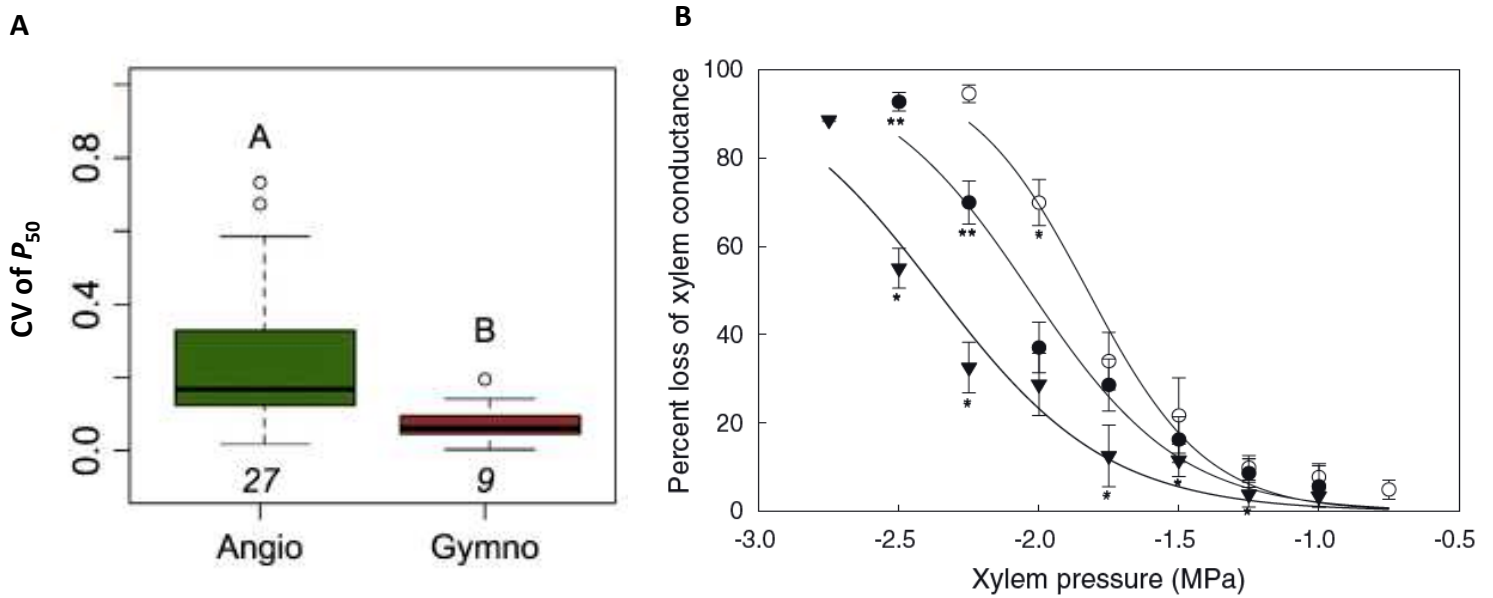 A
CV of P50
0.8
0.4
0.0
A
B
27
9
Angio
Gymno
B
Percent loss of xylem conductance
100
80
60
40
20
0
**
**
*
*
*
*
*
*
-3.0
-2.5
-2.0
-1.5
-1.0
-0.5
Xylem pressure (MPa)